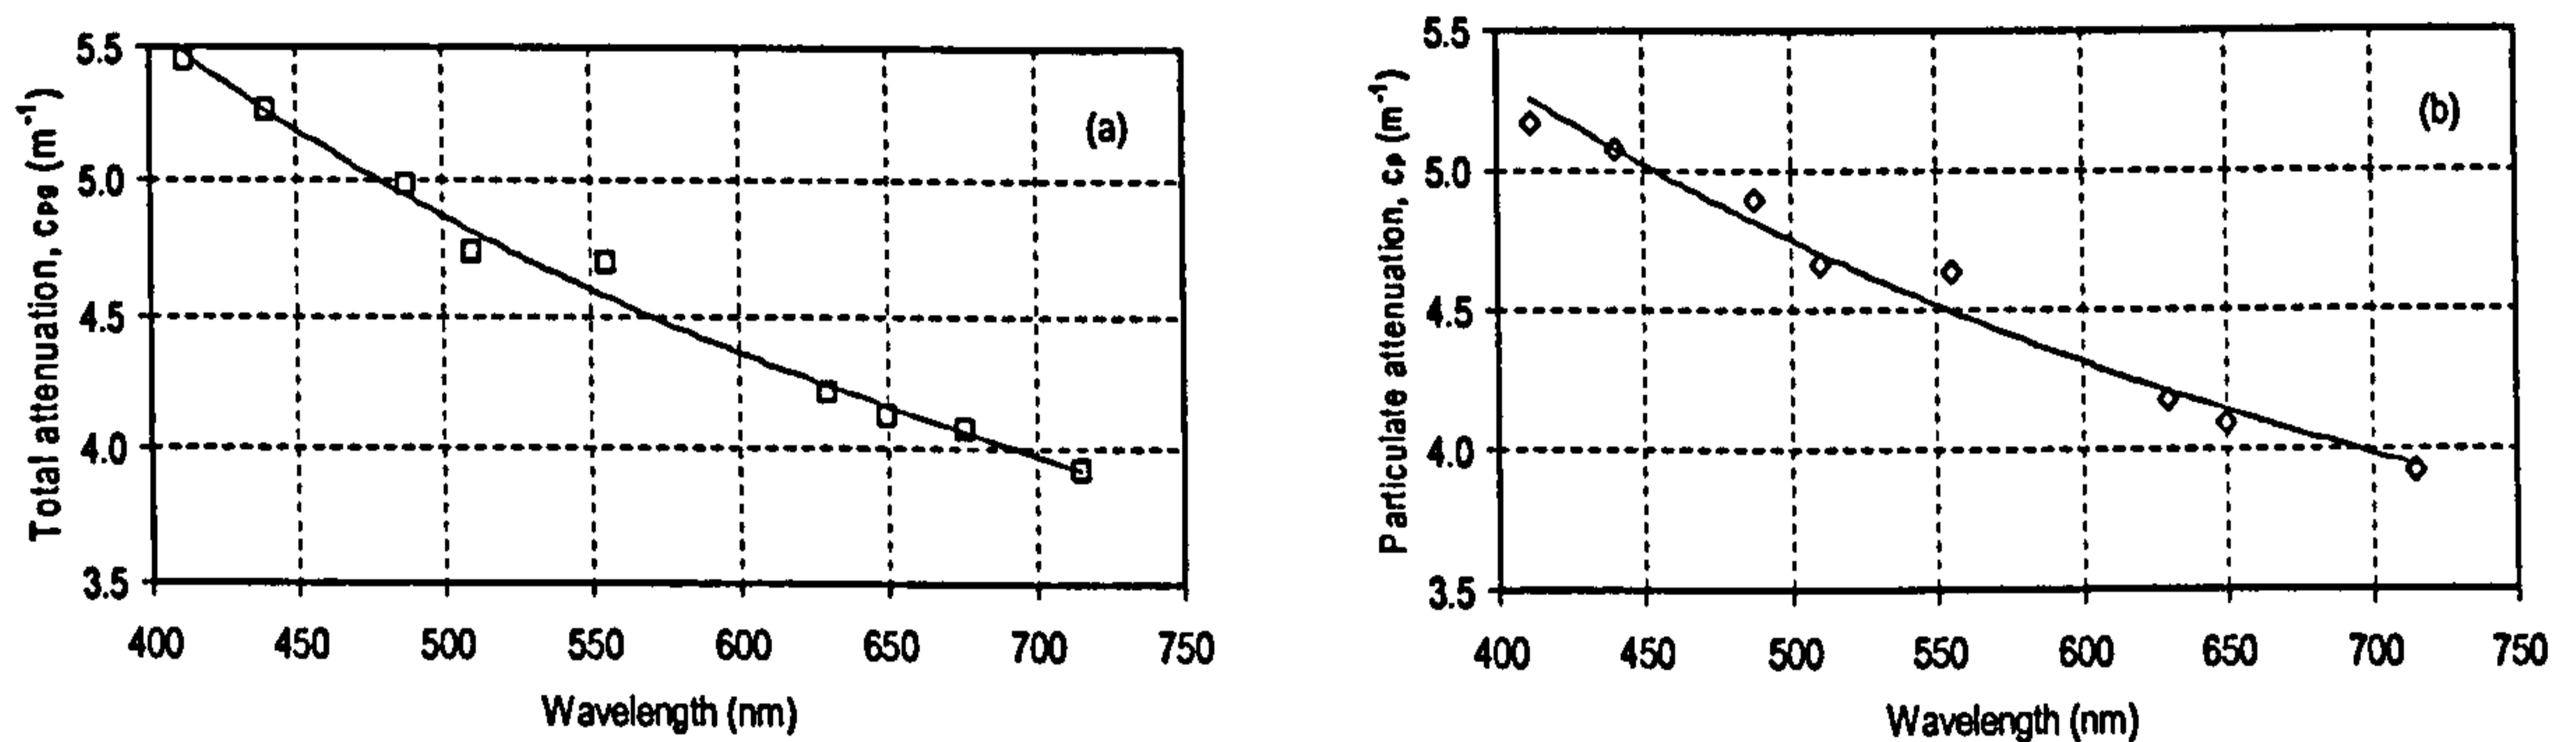 5.5
5.0
4.5
4.0
3.5
Total attenuation, cpg (m⁻¹)
(a)
400 450 500 550 600 650 700 750
Wavelength (nm)
5.5
5.0
4.5
4.0
3.5
Particulate attenuation, cp (m⁻¹)
(b)
400 450 500 550 600 650 700 750
Wavelength (nm)